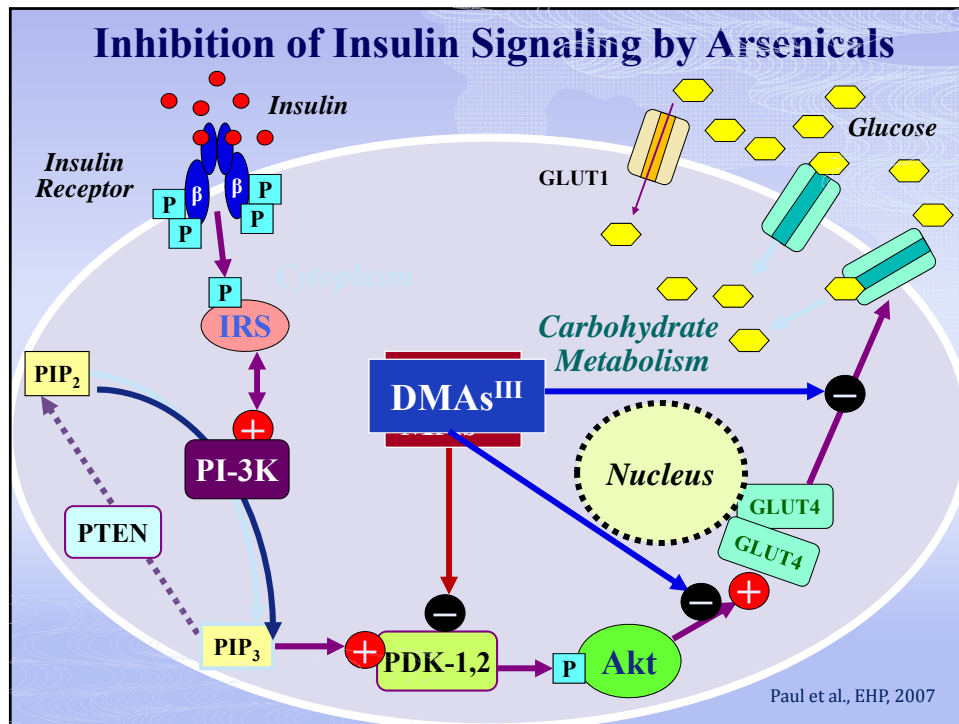 Inhibition of Insulin Signaling by Arsenicals
Insulin
Glucose
Insulin
Receptor
GLUT1
β
β
P
P
P
P
P
Cytoplasm
IRS
Carbohydrate
Metabolism
PIP2
+
DMAsIII
−
PI-3K
Nucleus
PTEN
GLUT4
GLUT4
−
−
+
PIP3
+
PDK-1,2
P
Akt
Paul et al., EHP, 2007